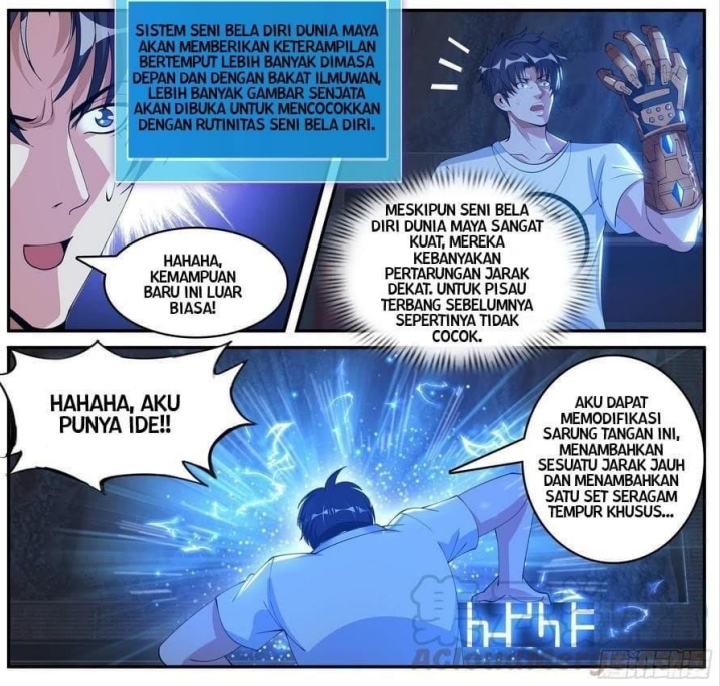 SISTEM SENI BELA DIRI DUNIA MAYA
AKAN MEMBERIKAN KETERAMPILAN
BERTEMPUT LEBIH BANYAK DIMASA
DEPAN DAN DENGAN BAKAT ILMUWAN,
LEBIH BANYAK GAMBAR SENJATA
AKAN DIBUKA UNTUK MENCOCOKKAN
DENGAN RUTINITAS SENI BELA DIRI.
HAHAHA,
KEMAMPUAN
BARU INI LUAR
BIASA!
MESKIPUN SENI BELA
DIRI DUNIA MAYA SANGAT
KUAT, MEREKA
KEBANYAKAN
PERTARUNGAN JARAK
DEKAT. UNTUK PISAU
TERBANG SEBELUMNYA
SEPERTINYA TIDAK
COCOK.
HAHAHA, AKU
PUNYA IDE!!
AKU DAPAT
MEMODIFIKASI
SARUNG TANGAN INI,
MENAMBAHKAN
SESUATU JARAK JAUH
DAN MENAMBAHKAN
SATU SET SERAGAM
TEMPUR KHUSUS...